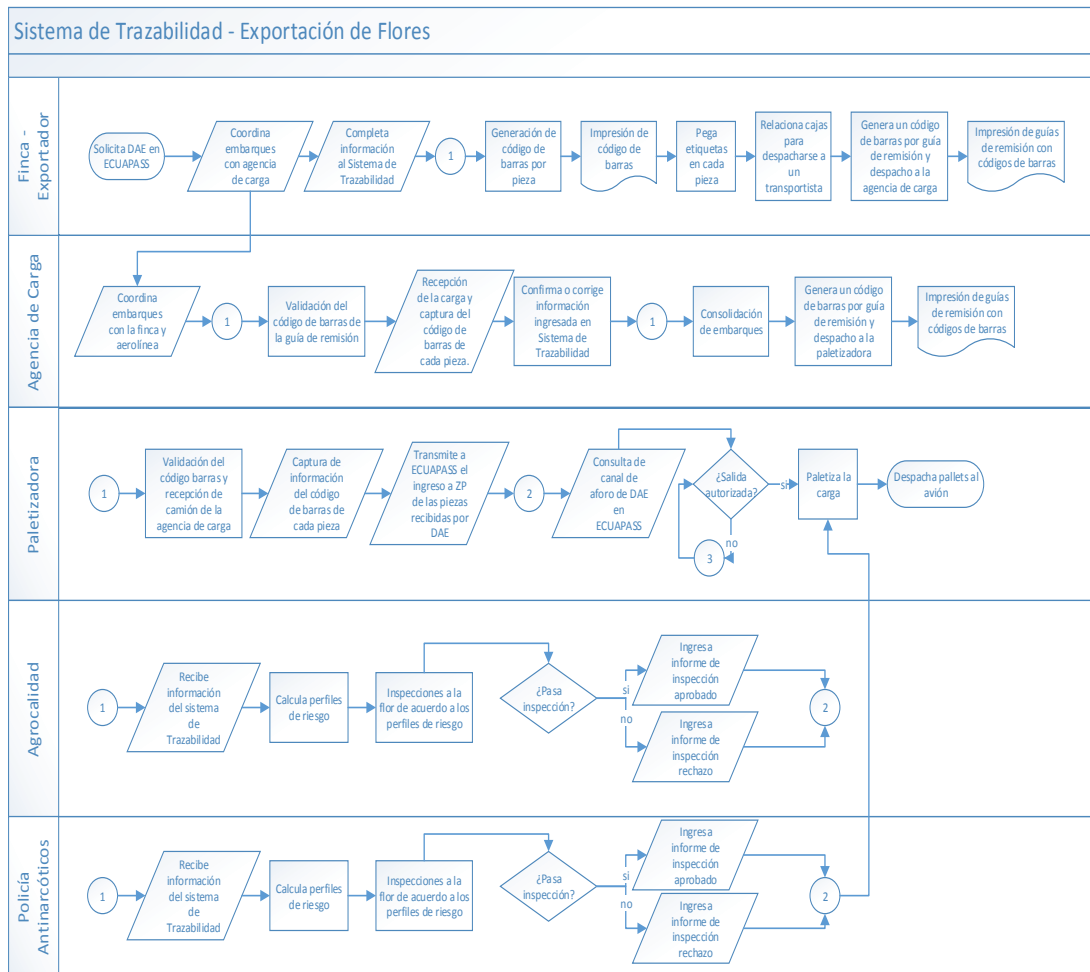 Sistema de Trazabilidad - Exportación de Flores
Finca -
Exportador
Solicita DAE en
ECUAPASS
Coordina
embarques
con agencia
de carga
Completa
información
al Sistema de
Trazabilidad
1
Generación de
código de
barras por
pieza
Impresión de
código de
barras
Pega
etiquetas
en cada
pieza
Relaciona cajas
para
despacharse a
un
transportista
Genera un código
de barras por guía
de remisión y
despacho a la
agencia de carga
Impresión de guías
de remisión con
códigos de barras
Agencia de Carga
Coordina
embarques
con la finca y
aerolínea
1
Validación del
código de barras de
la guía de remisión
Recepción
de la carga y
captura del
código de
barras de
cada pieza.
Confirma o corrige
información
ingresada en
Sistema de
Trazabilidad
1
Consolidación
de embarques
Genera un código
de barras por guía
de remisión y
despacho a la
paletizadora
Impresión de guías
de remisión con
códigos de barras
Paletizadora
1
Validación del
código barras y
recepción de
camión de la
agencia de carga
Captura de
información
del código
de barras de
cada pieza
Transmite a
ECUAPASS el
ingreso a ZP
de las piezas
recibidas por
DAE
2
Consulta de
canal de
aforo de DAE
en
ECUAPASS
¿Salida
autorizada?
si
no
3
Paletiza la
carga
Despacha pallets al
avión
Agrocalidad
1
Recibe
información
del sistema
de
Trazabilidad
Calcula perfiles
de riesgo
Inspecciones a la
flor de acuerdo a los
perfiles de riesgo
¿Pasa
inspección?
si
no
Ingresa
informe de
inspección
aprobado
Ingresa
informe de
inspección
rechazo
2
Policía
Antinarcóticos
1
Recibe
información
del sistema
de
Trazabilidad
Calcula perfiles
de riesgo
Inspecciones a la
flor de acuerdo a los
perfiles de riesgo
¿Pasa
inspección?
si
no
Ingresa
informe de
inspección
aprobado
Ingresa
informe de
inspección
rechazo
2